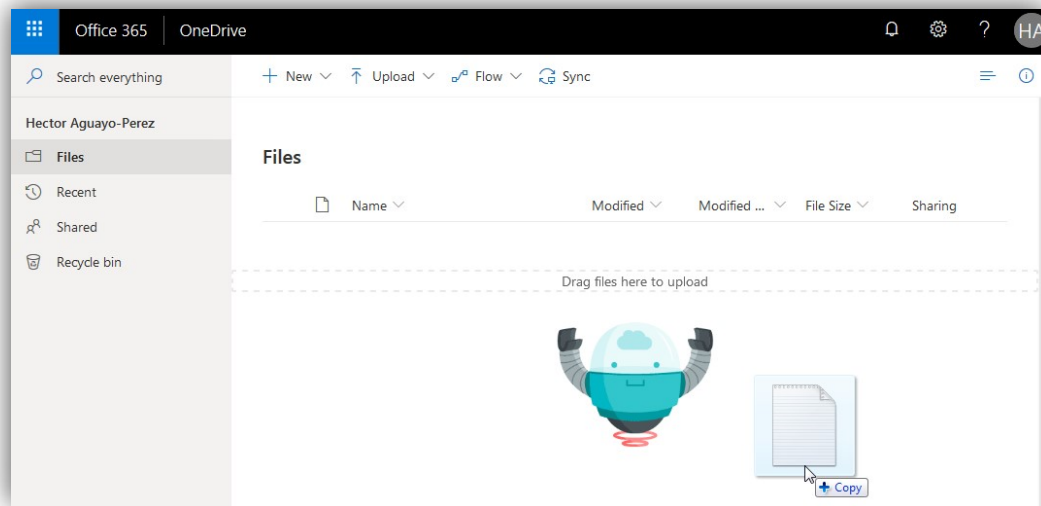 Office 365 OneDrive ? HA
Search everything + New Upload Flow Sync
Hector Aguayo-Perez
Files
Recent
Shared
Recycle bin
Files
Name Modified Modified ... File Size Sharing
Drag files here to upload
Copy